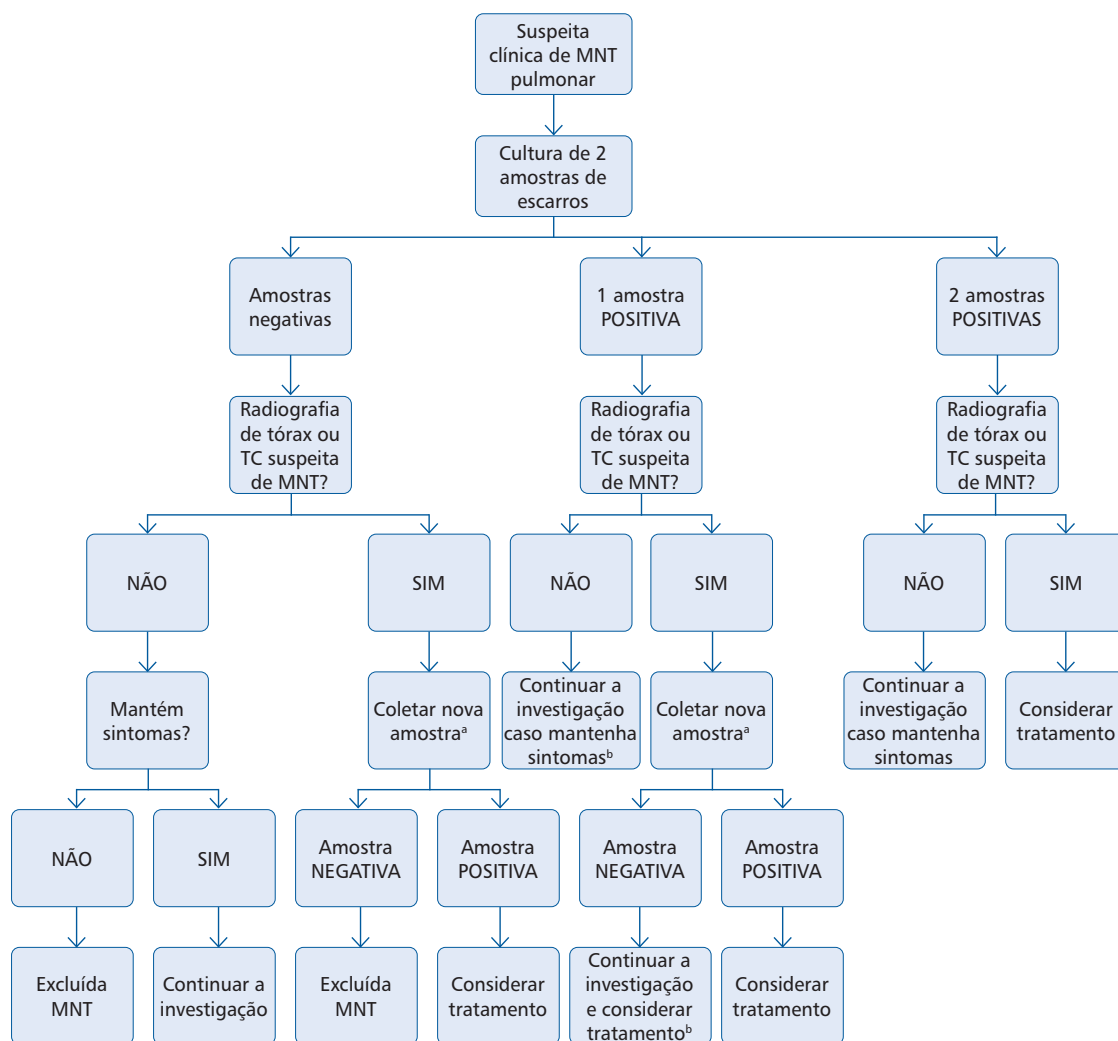 Suspeita
clínica de MNT
pulmonar
Cultura de 2
amostras de
escarros
Amostras
negativas
1 amostra
POSITIVA
2 amostras
POSITIVAS
Radiografia
de tórax ou
TC suspeita
de MNT?
Radiografia
de tórax ou
TC suspeita
de MNT?
Radiografia
de tórax ou
TC suspeita
de MNT?
NÃO
SIM
NÃO
SIM
NÃO
SIM
Mantém
sintomas?
Coletar nova
amostraᵃ
Continuar a
investigação
caso mantenha
sintomasᵇ
Coletar nova
amostraᵃ
Continuar a
investigação
caso mantenha
sintomas
Considerar
tratamento
NÃO
SIM
Amostra
NEGATIVA
Amostra
POSITIVA
Amostra
NEGATIVA
Amostra
POSITIVA
Excluída
MNT
Continuar a
investigação
Excluída
MNT
Considerar
tratamento
Continuar a
investigação
e considerar
tratamentoᵇ
Considerar
tratamento